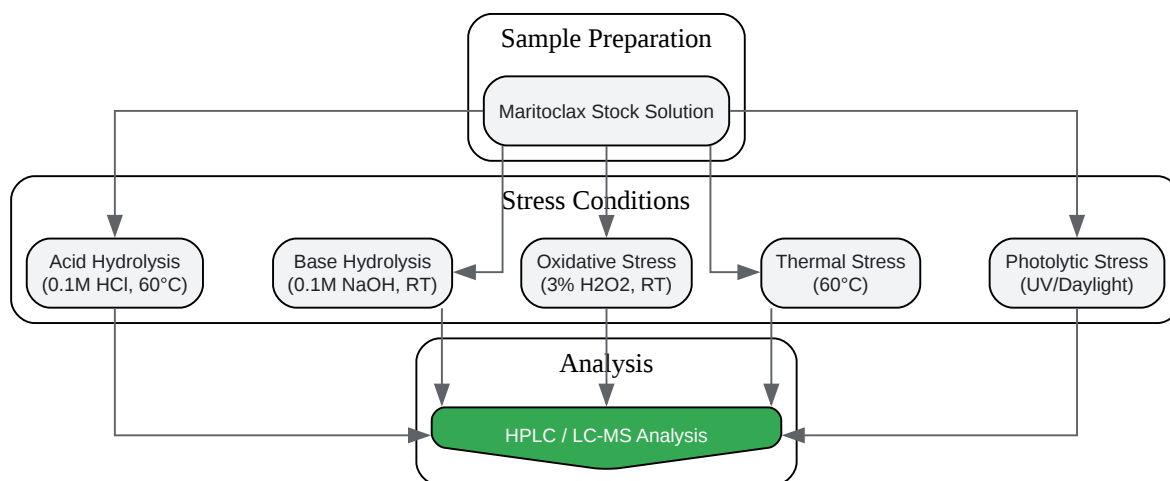 Sample Preparation
Maritoclax Stock Solution
Stress Conditions
Acid Hydrolysis
(0.1M HCl, 60°C)
Base Hydrolysis
(0.1M NaOH, RT)
Oxidative Stress
(3% H2O2, RT)
Thermal Stress
(60°C)
Photolytic Stress
(UV/Daylight)
Analysis
HPLC / LC-MS Analysis